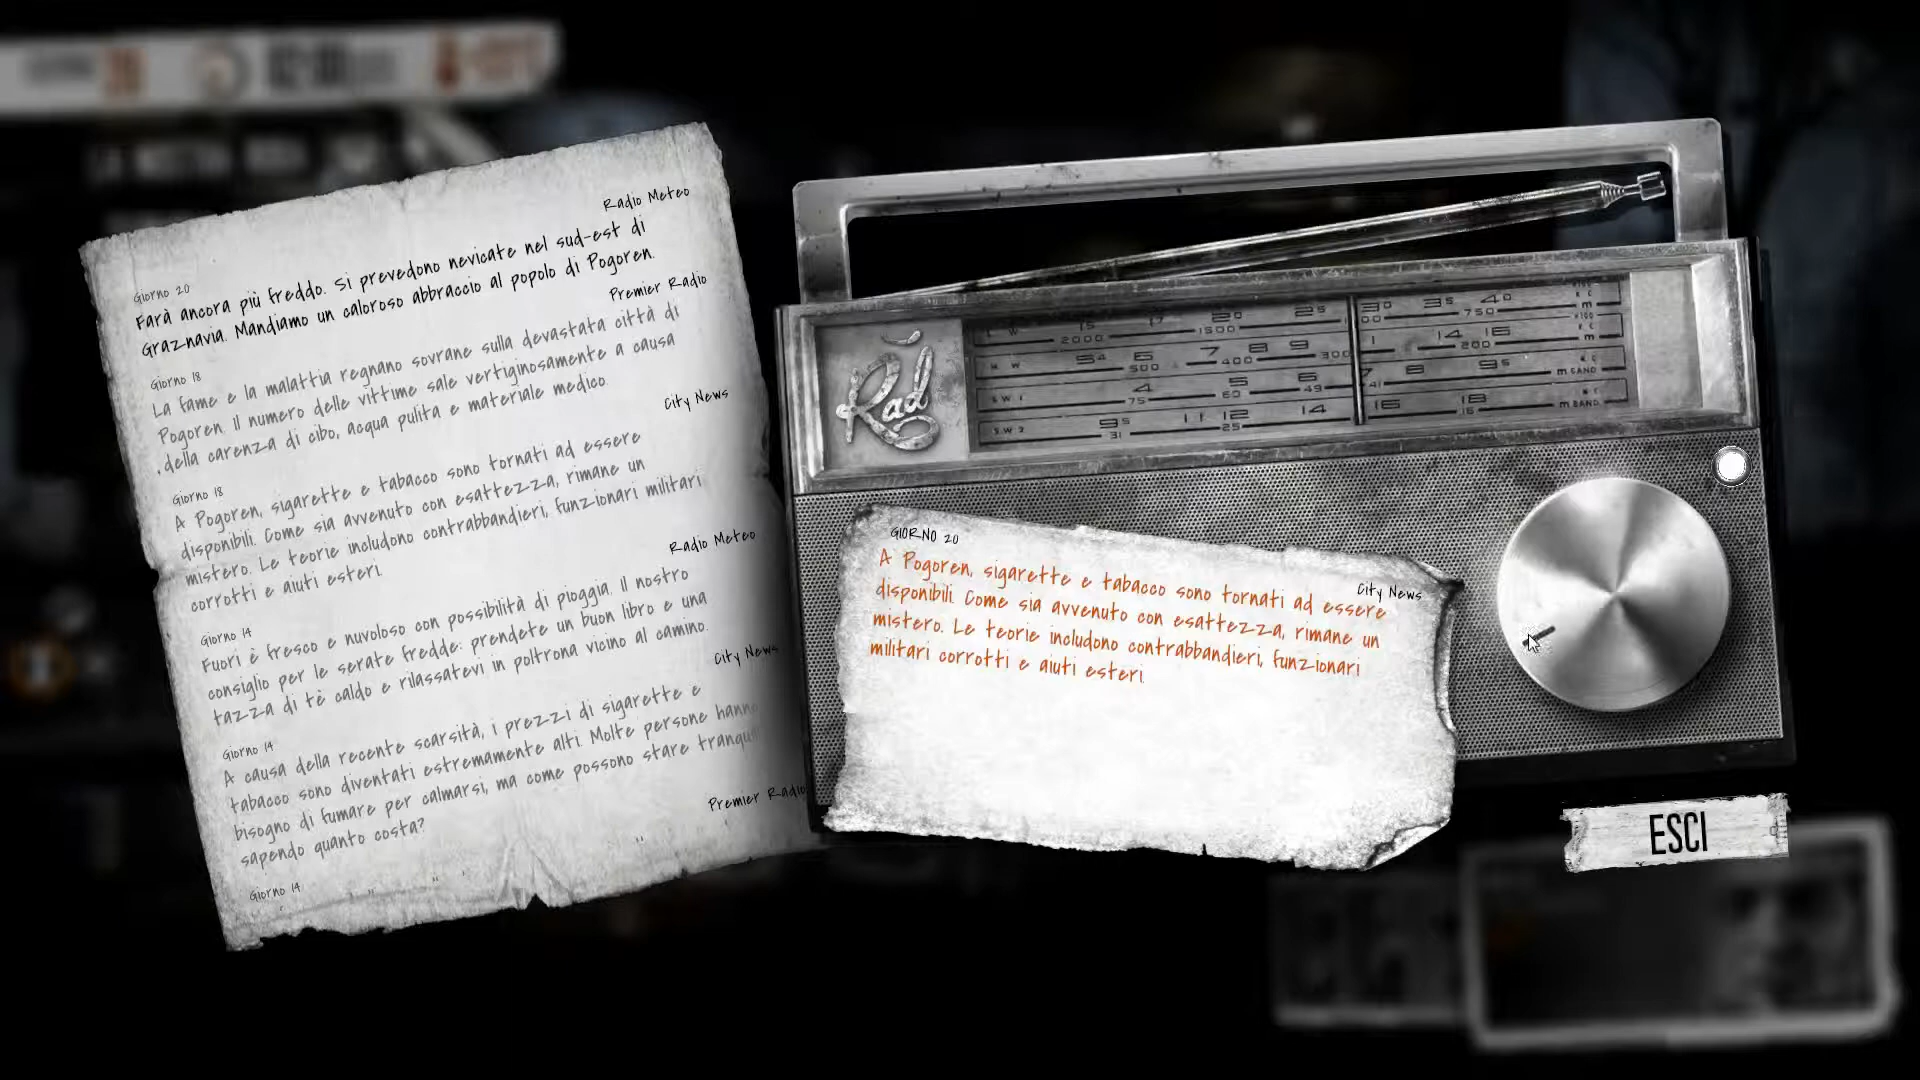 Radio Meteo
Giorno 20
Farà ancora più freddo. Si prevedono nevicate nel sud-est di
Graznavia. Mandiamo un caloroso abbraccio al popolo di Pogoren.
Premier Radio
Giorno 18
La fame e la malattia regnano sovrane sulla devastata città di
Pogoren. Il numero delle vittime sale vertiginosamente a causa
della carenza di cibo, acqua pulita e materiale medico.
City News
Giorno 18
A Pogoren, sigarette e tabacco sono tornati ad essere
disponibili. Come sia avvenuto con esattezza, rimane un
mistero. Le teorie includono contrabbandieri, funzionari militari
corrotti e aiuti esteri.
Radio Meteo
Giorno 14
Fuori è fresco e nuvoloso con possibilità di pioggia. Il nostro
consiglio per le serate fredde: prendete un buon libro e una
tazza di tè caldo e rilassatevi in poltrona vicino al camino.
City News
Giorno 14
A causa della recente scarsità, i prezzi di sigarette e
tabacco sono diventati estremamente alti. Molte persone hanno
bisogno di fumare per calmarsi, ma come possono stare tranqu
sapendo quanto costa?
Premier Radio
Giorno 14
Rad
GIORNO 20
City News
A Pogoren, sigarette e tabacco sono tornati ad essere
disponibili. Come sia avvenuto con esattezza, rimane un
mistero. Le teorie includono contrabbandieri, funzionari
militari corrotti e aiuti esteri.
ESCI